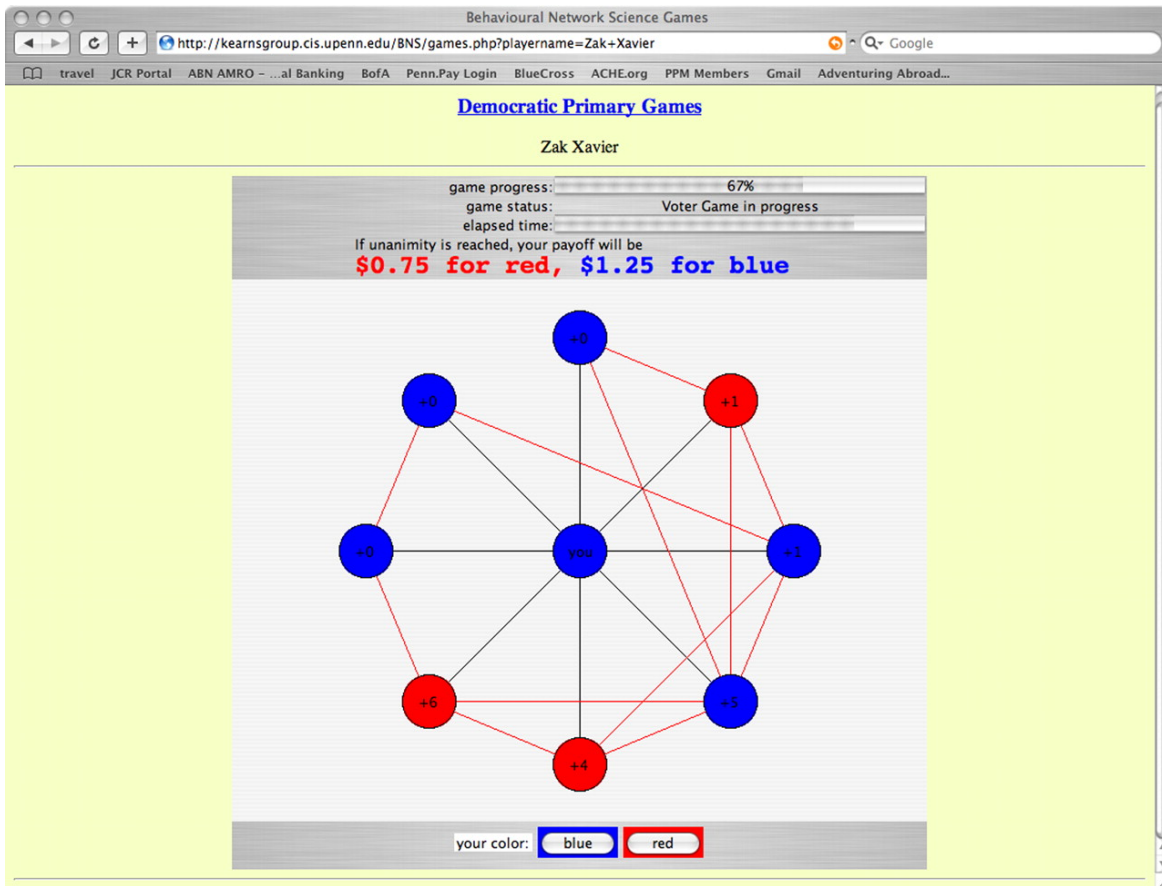 Behavioural Network Science Games
http://kearnsgroup.cis.upenn.edu/BNS/games.php?playername=Zak+Xavier
Google
travel JCR Portal ABN AMRO – ...al Banking BofA Penn.Pay Login BlueCross ACHE.org PPM Members Gmail Adventuring Abroad...
Democratic Primary Games
Zak Xavier
game progress: 67%
game status: Voter Game in progress
elapsed time:
If unanimity is reached, your payoff will be
$0.75 for red, $1.25 for blue
+0
+0 +1
+0 you +1
+6 +5
+4
your color: blue red